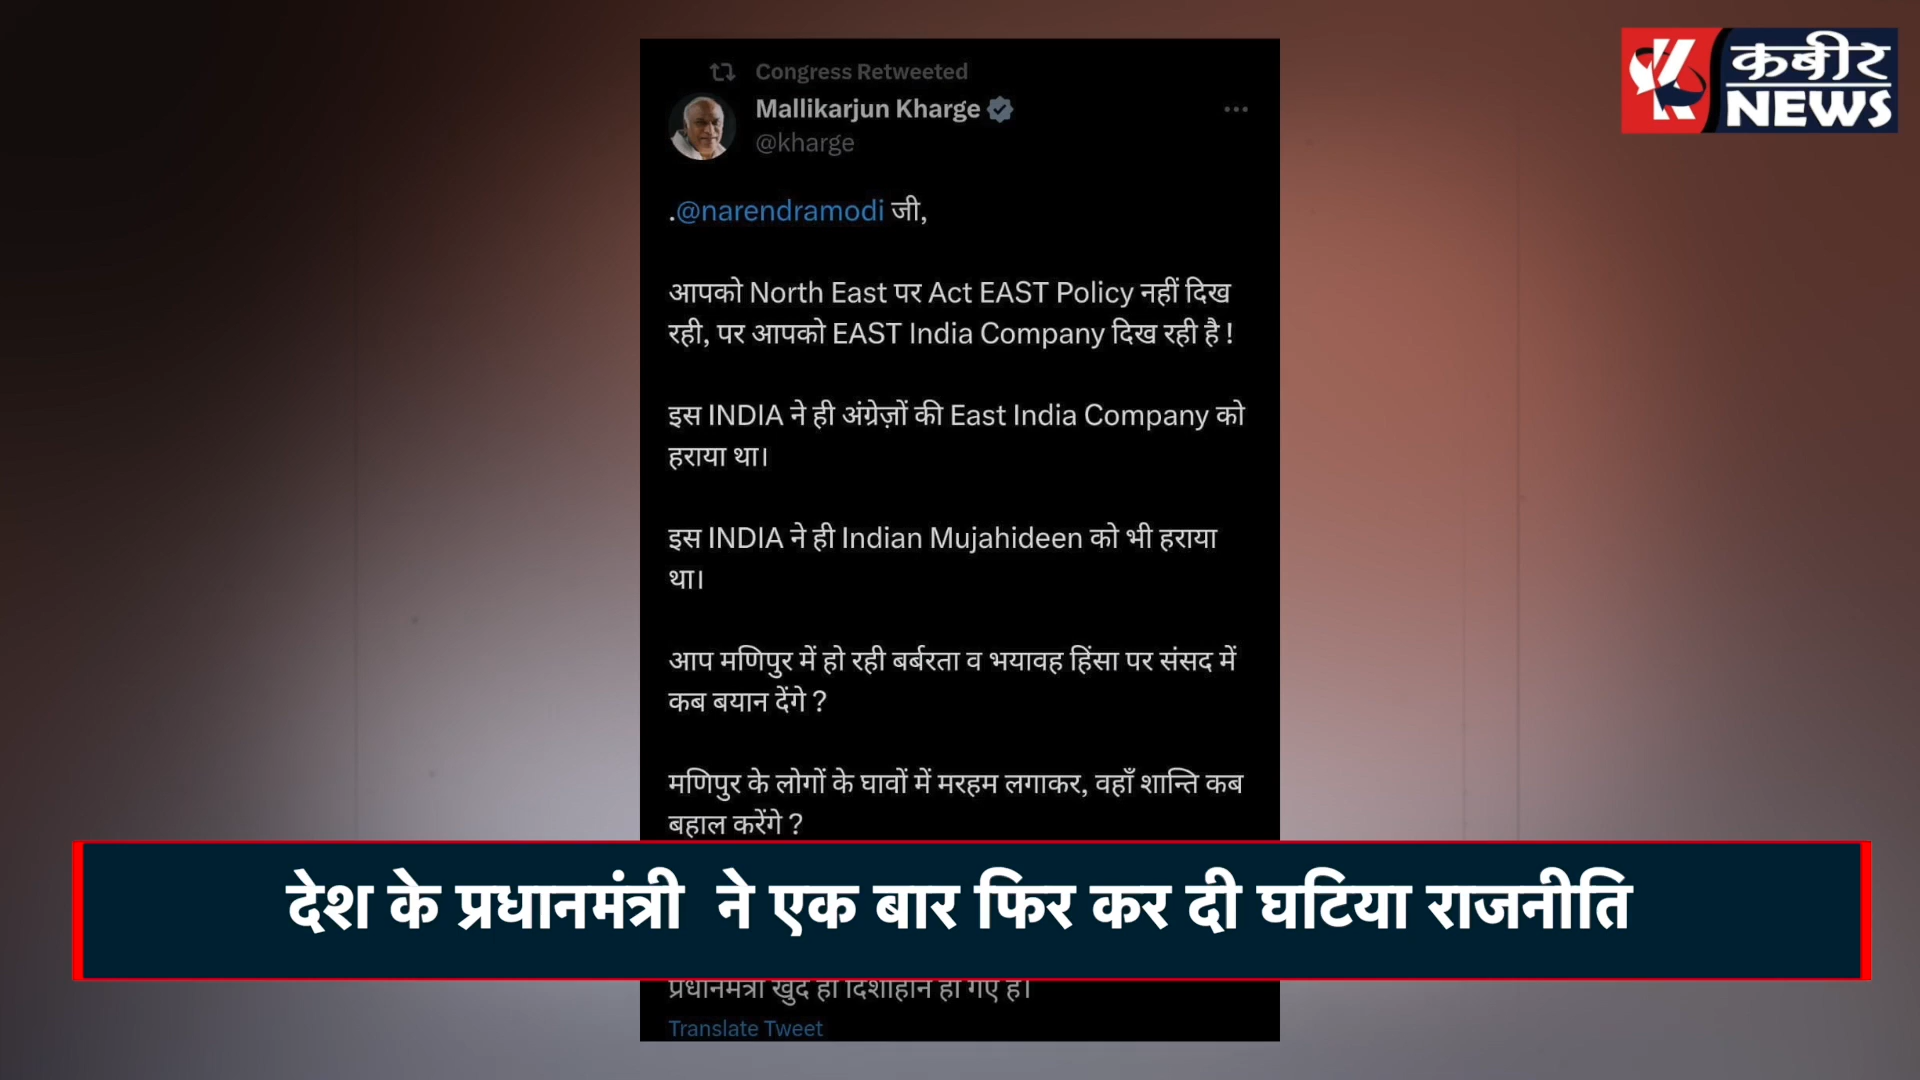 Congress Retweeted
Mallikarjun Kharge
@kharge
.@narendramodi जी,
आपको North East पर Act EAST Policy नहीं दिख
रही, पर आपको EAST India Company दिख रही है !
इस INDIA ने ही अंग्रेज़ों की East India Company को
हराया था।
इस INDIA ने ही Indian Mujahideen को भी हराया
था।
आप मणिपुर में हो रही बर्बरता व भयावह हिंसा पर संसद में
कब बयान देंगे ?
मणिपुर के लोगों के घावों में मरहम लगाकर, वहाँ शान्ति कब
बहाल करेंगे ?
देश के प्रधानमंत्री ने एक बार फिर कर दी घटिया राजनीति
प्रधानमंत्री खुद ही दिशाहीन हो गए हैं।
Translate Tweet
कबीर
NEWS